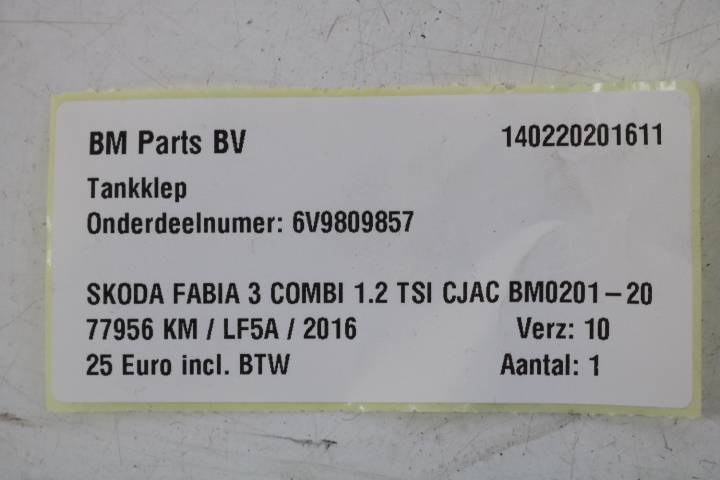 BM Parts BV 140220201611
Tankklep
Onderdeelnumer: 6V9809857
SKODA FABIA 3 COMBI 1.2 TSI CJAC BM0201-20
77956 KM / LF5A / 2016 Verz: 10
25 Euro incl. BTW Aantal: 1